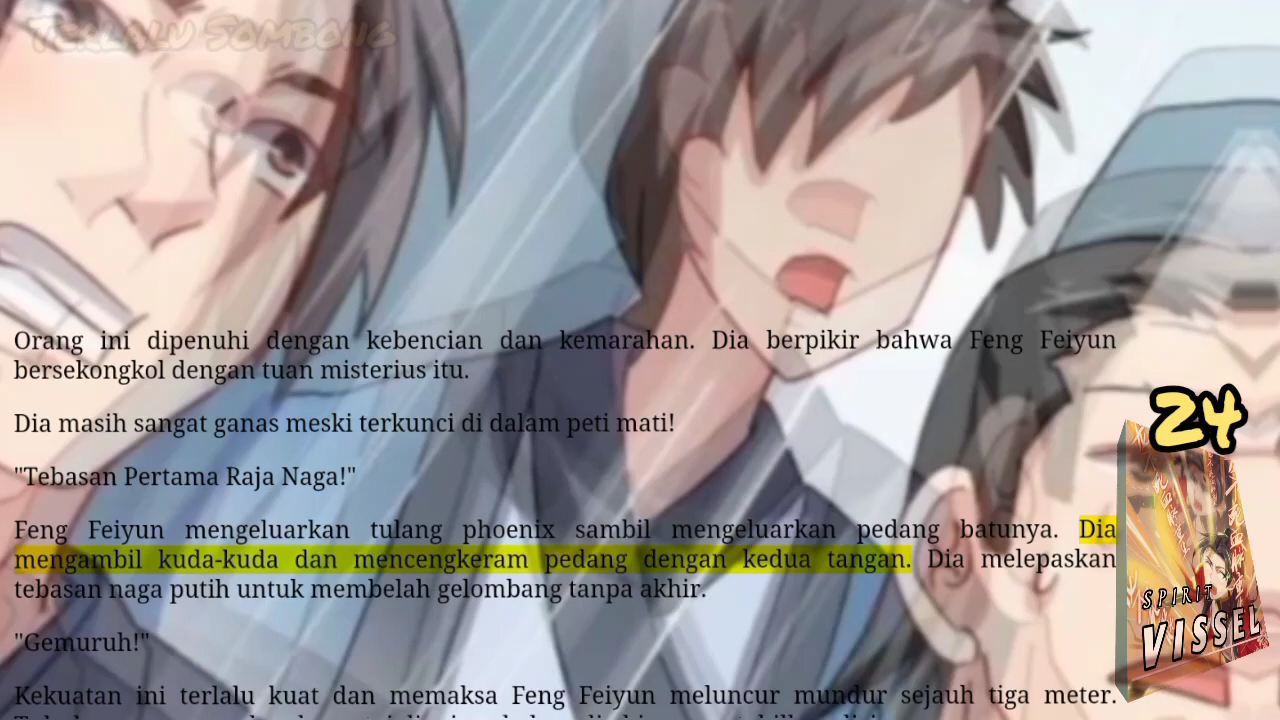 Terlalu Sombong
Orang ini dipenuhi dengan kebencian dan kemarahan. Dia berpikir bahwa Feng Feiyun
bersekongkol dengan tuan misterius itu.
Dia masih sangat ganas meski terkunci di dalam peti mati!
"Tebasan Pertama Raja Naga!"
Feng Feiyun mengeluarkan tulang phoenix sambil mengeluarkan pedang batunya. Dia
mengambil kuda-kuda dan mencengkeram pedang dengan kedua tangan. Dia melepaskan
tebasan naga putih untuk membelah gelombang tanpa akhir.
"Gemuruh!"
Kekuatan ini terlalu kuat dan memaksa Feng Feiyun meluncur mundur sejauh tiga meter.
24
SPIRIT
VISSEL